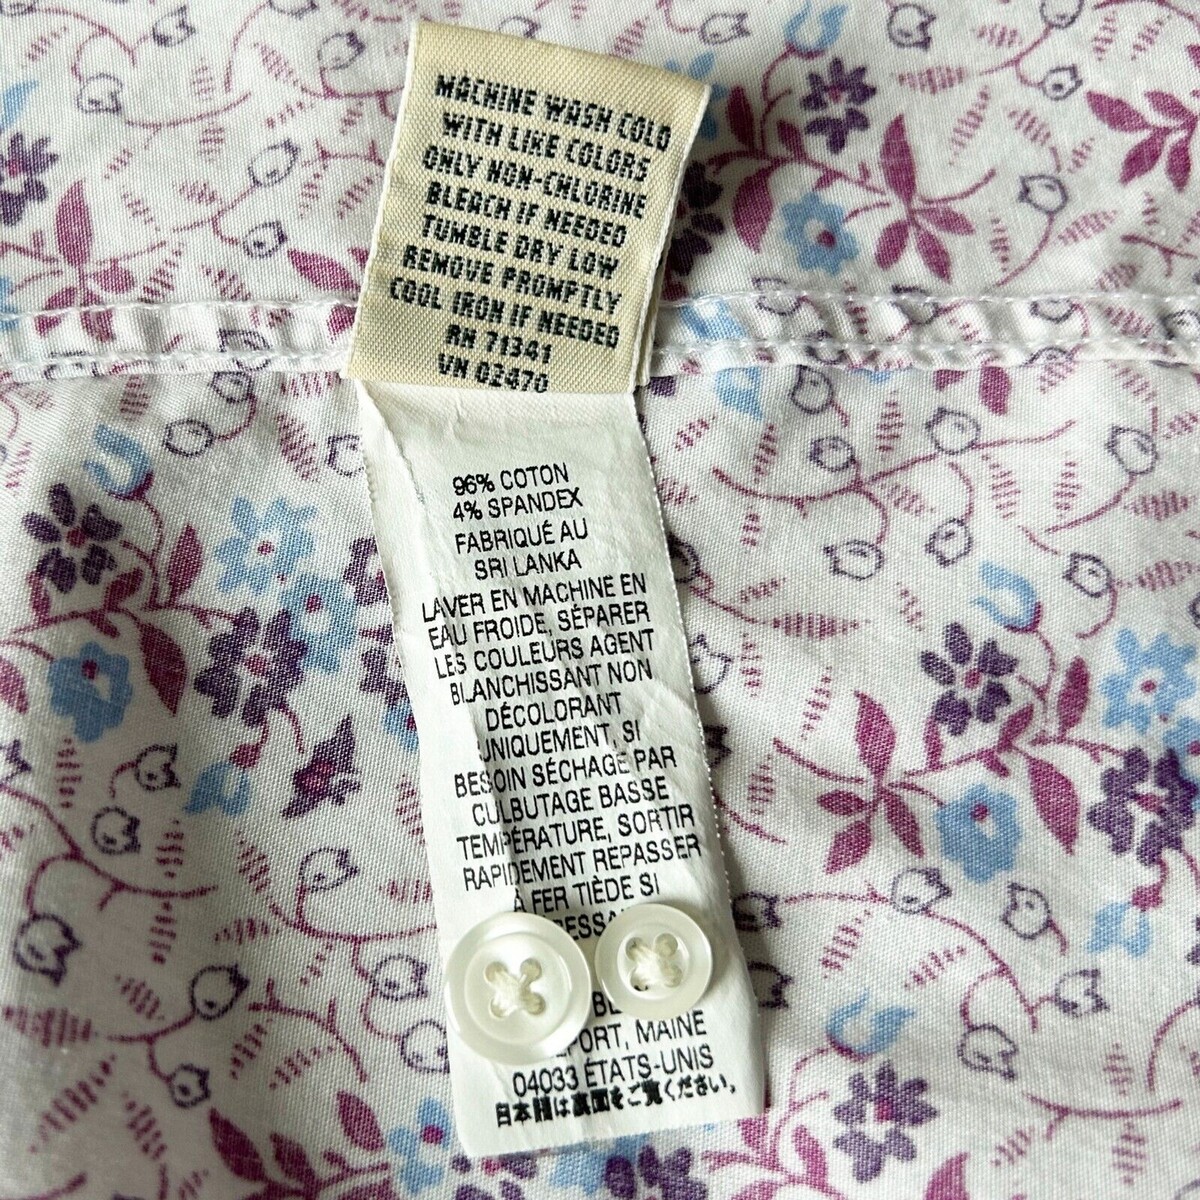 MACHINE WASH COLD
WITH LIKE COLORS
ONLY NON-CHLORINE
BLEACH IF NEEDED
TUMBLE DRY LOW
REMOVE PROMPTLY
COOL IRON IF NEEDED
RN 71341
VN 02470
96% COTON
4% SPANDEX
FABRIQUÉ AU
SRI LANKA
LAVER EN MACHINE EN
EAU FROIDE, SÉPARER
LES COULEURS AGENT
BLANCHISSANT NON
DÉCOLORANT
UNIQUEMENT, SI
BESOIN SÉCHAGE PAR
CULBUTAGE BASSE
TEMPÉRATURE, SORTIR
RAPIDEMENT REPASSER
À FER TIÈDE SI
MAINE
04033 ÉTATS-UNIS
日本語は裏面をご覧ください。